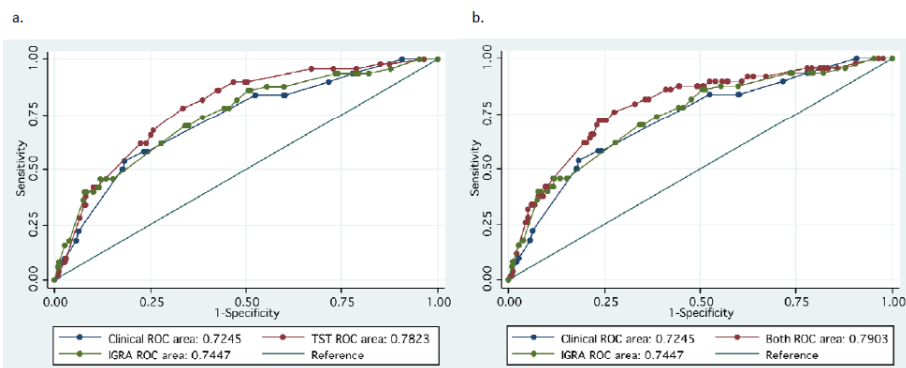 a.
b.
1.00
0.75
0.50
0.25
0.00
Sensitivity
0.00 0.25 0.50 0.75 1.00
1-Specificity
Clinical ROC area: 0.7245 TST ROC area: 0.7823
IGRA ROC area: 0.7447 Reference
1.00
0.75
0.50
0.25
0.00
Sensitivity
0.00 0.25 0.50 0.75 1.00
1-Specificity
Clinical ROC area: 0.7245 Both ROC area: 0.7903
IGRA ROC area: 0.7447 Reference